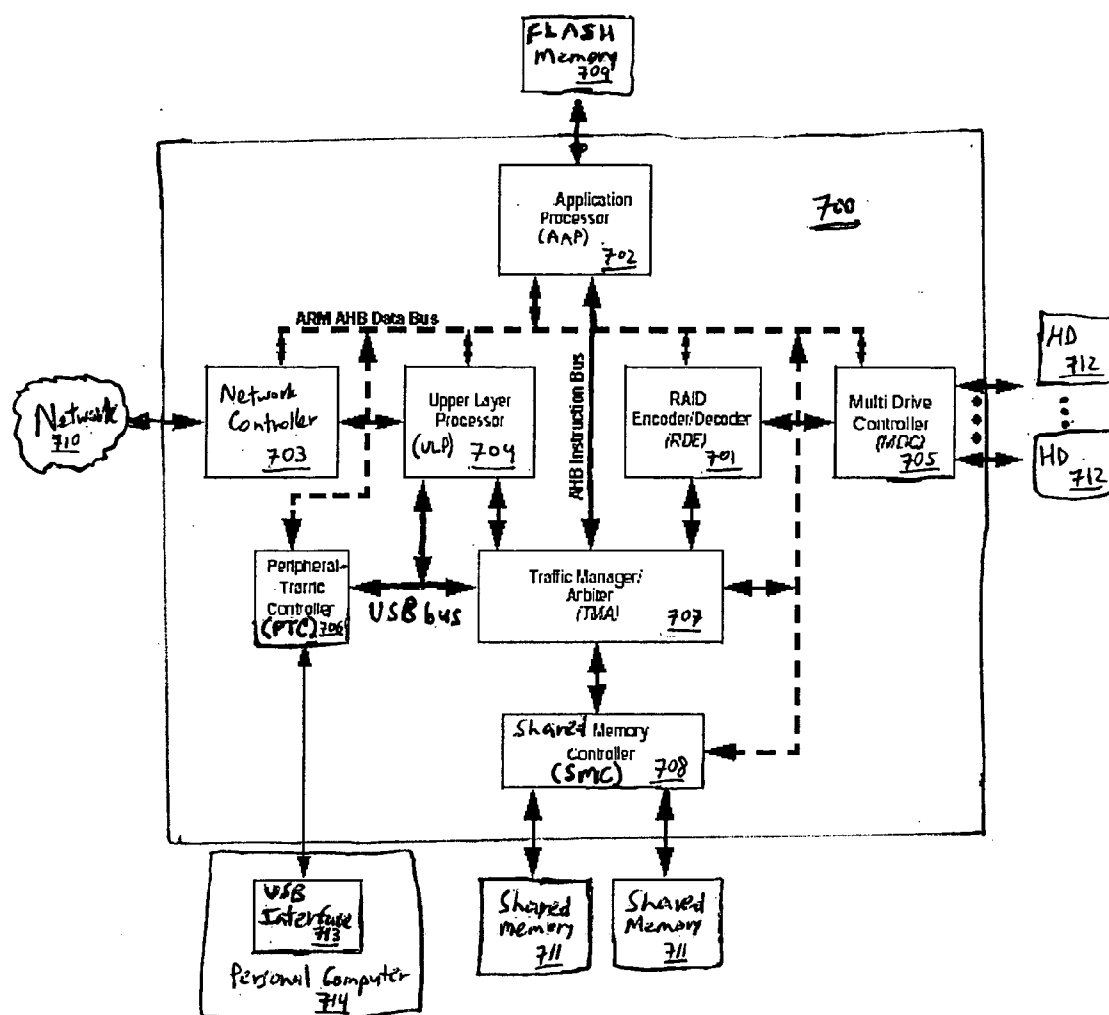 FLASH
Memory
709
Application
Processor
(AAP)
702
700
ARM AHB Data Bus
AHB Instruction Bus
Network
710
Network
Controller
703
Upper Layer
Processor
(ULP)
704
RAID
Encoder/Decoder
(RDE)
701
Multi Drive
Controller
(MDC)
705
HD
712
HD
712
Peripheral-
Traffic
Controller
(PTC) 706
USB bus
Traffic Manager/
Arbiter
(TMA)
707
Shared Memory
Controller
(SMC)
708
USB
Interface
713
Personal Computer
714
Shared
Memory
711
Shared
Memory
711